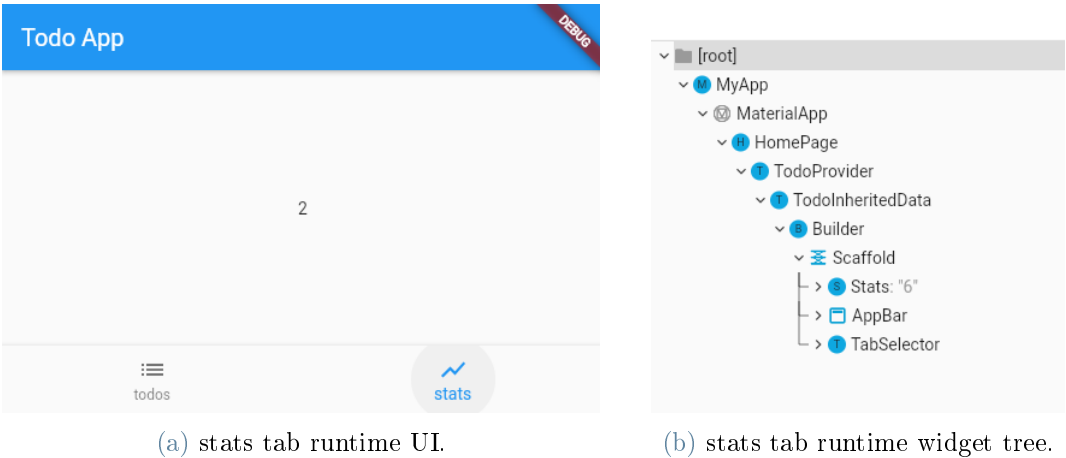 Todo App
DEBUG
2
todos
stats
[root]
MyApp
MaterialApp
HomePage
TodoProvider
TodoInheritedData
Builder
Scaffold
Stats: "6"
AppBar
TabSelector
(a) stats tab runtime UI.
(b) stats tab runtime widget tree.